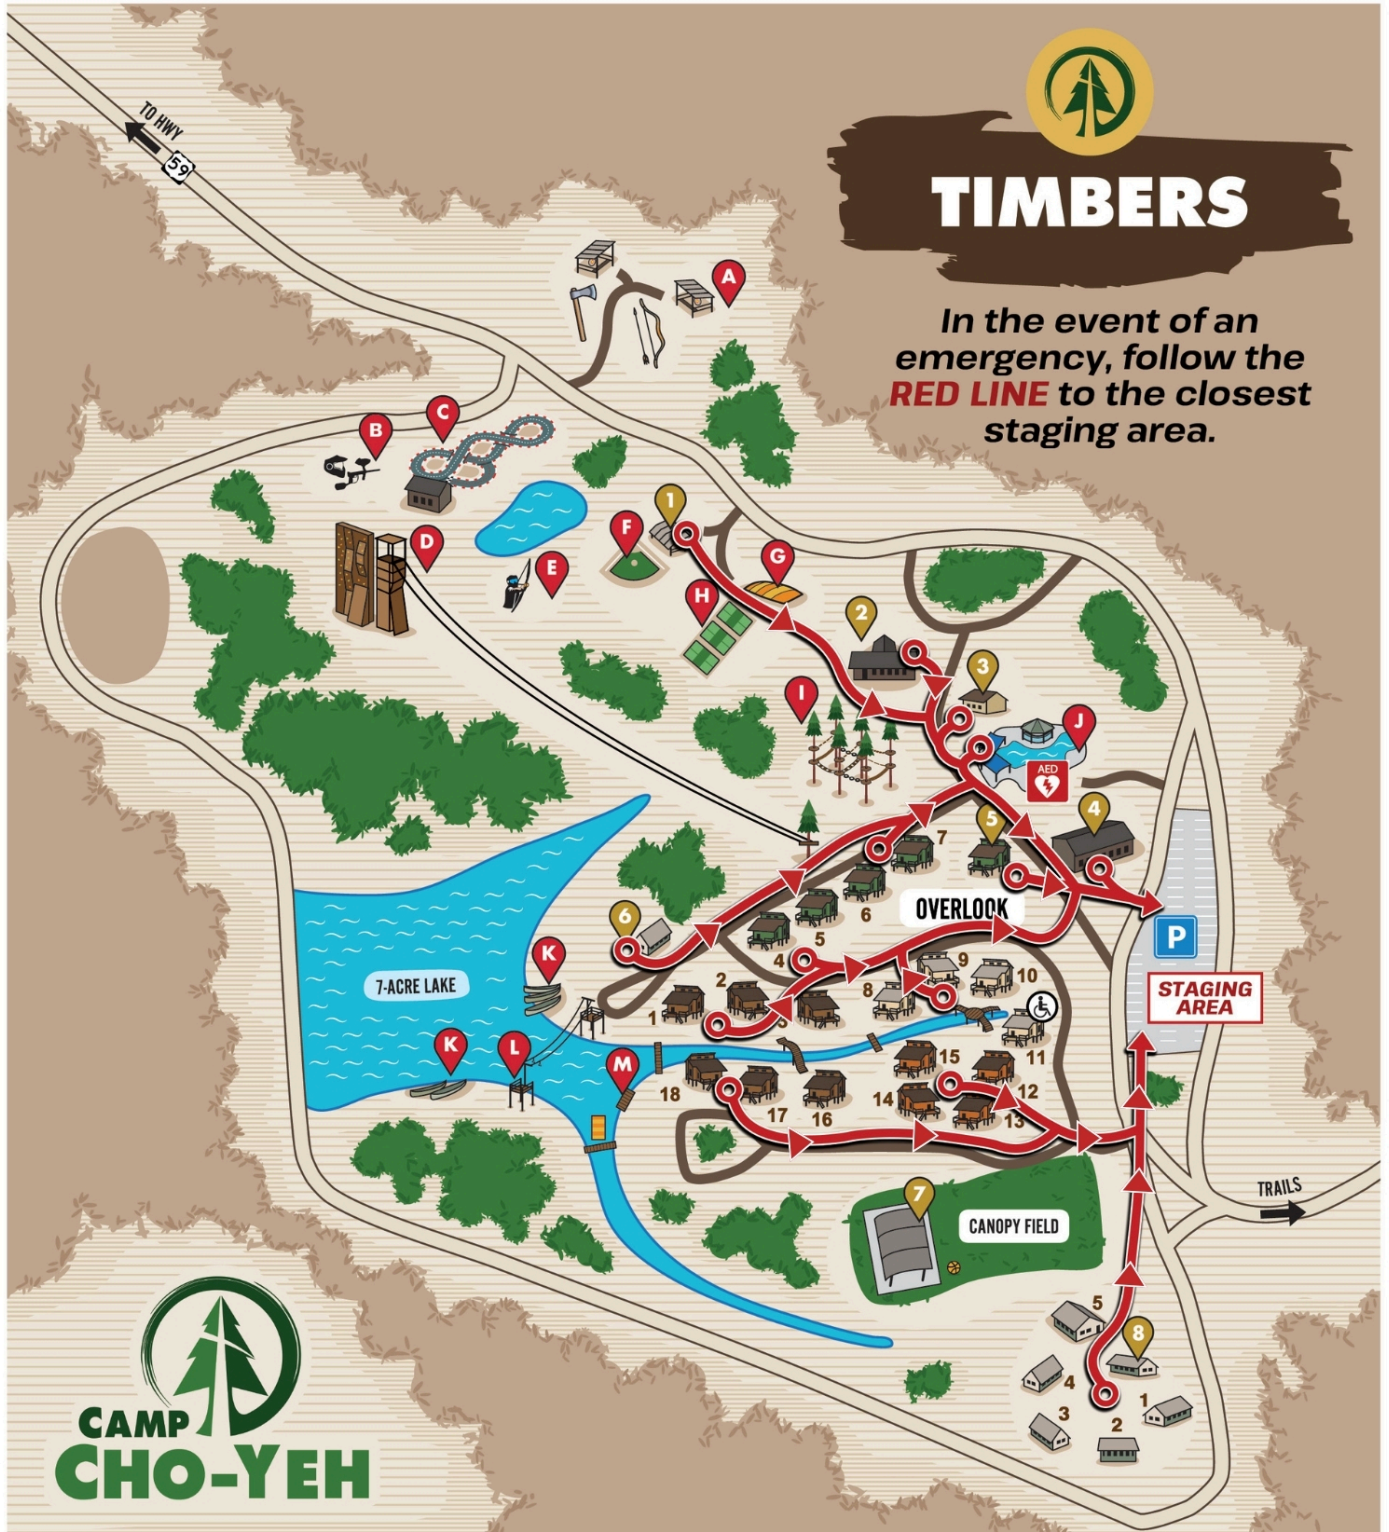 TO HWY
59
TIMBERS
In the event of an
emergency, follow the
RED LINE to the closest
staging area.
A
B
C
D
E
F
1
G
H
2
3
I
J
AED
4
5
7
6
OVERLOOK
6
5
4
P
STAGING
AREA
7-ACRE LAKE
K
K
L
M
1
2
3
8
9
10
11
12
13
14
15
16
17
18
TRAILS
7
CANOPY FIELD
5
8
4
1
3
2
CAMP
CHO-YEH